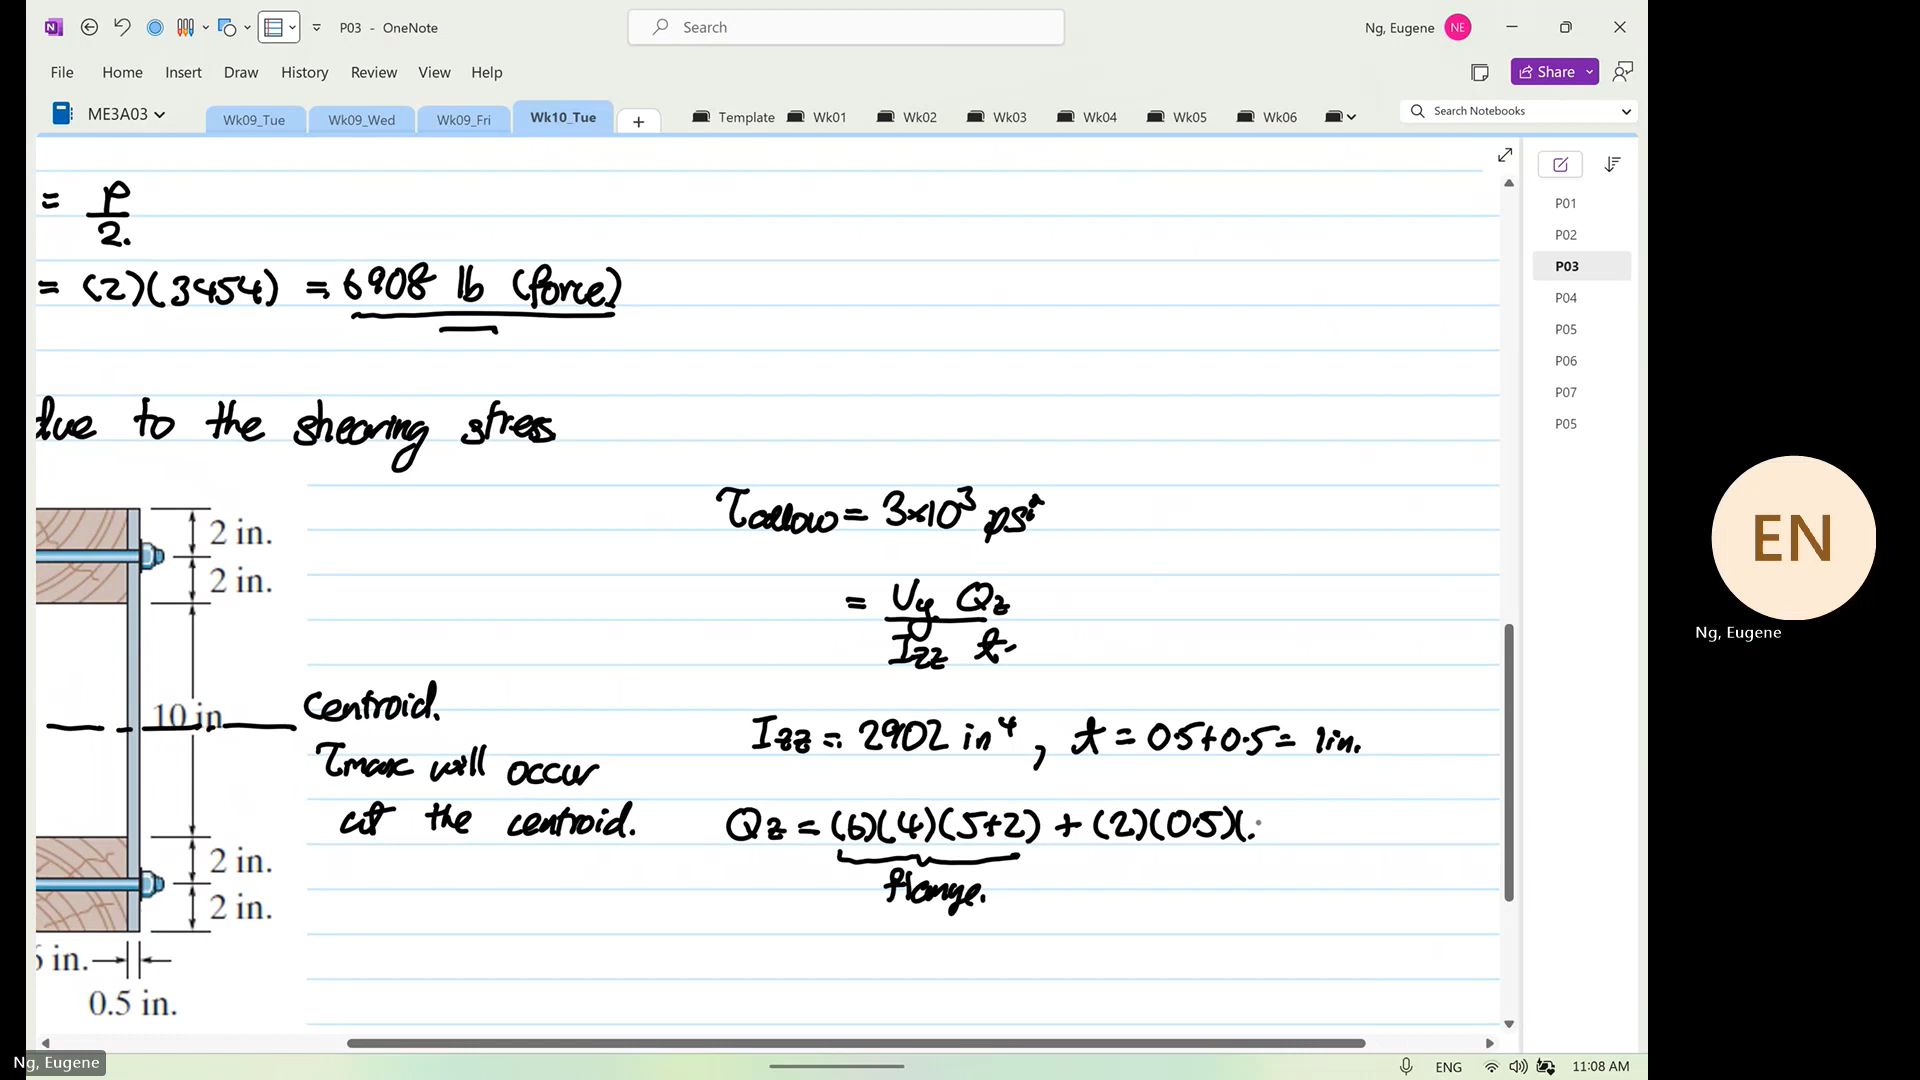 P03 - OneNote
Search
Ng, Eugene
NE
File Home Insert Draw History Review View Help
Share
ME3A03
Wk09_Tue Wk09_Wed Wk09_Fri Wk10_Tue +
Template Wk01 Wk02 Wk03 Wk04 Wk05 Wk06
Search Notebooks
P01
P02
P03
P04
P05
P06
P07
P05
= P/2.
= (2)(3454) = 6908 lb (force)
due to the shearing stress
2 in.
2 in.
10 in
2 in.
2 in.
in.
0.5 in.
centroid.
τmax will occur
at the centroid.
τallow = 3×10³ psi
= Vy Qz / Izz t
Izz = 2902 in⁴, t = 0.5+0.5 = 1in.
Qz = (6)(4)(5+2) + (2)(0.5)(
flange.
EN
Ng, Eugene
Ng, Eugene
ENG
11:08 AM